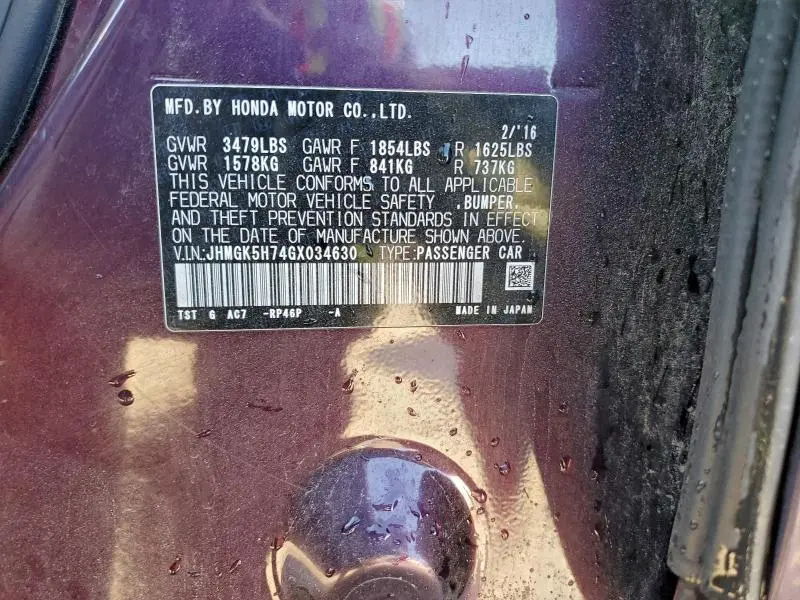 MFD.BY HONDA MOTOR CO.,LTD.
2/'16
GVWR 3479LBS GAWR F 1854LBS R 1625LBS
GVWR 1578KG GAWR F 841KG R 737KG
THIS VEHICLE CONFORMS TO ALL APPLICABLE
FEDERAL MOTOR VEHICLE SAFETY ,BUMPER,
AND THEFT PREVENTION STANDARDS IN EFFECT
ON THE DATE OF MANUFACTURE SHOWN ABOVE.
V.I.N:JHMGK5H74GX034630 TYPE:PASSENGER CAR
TST G AC7 -RP46P -A MADE IN JAPAN